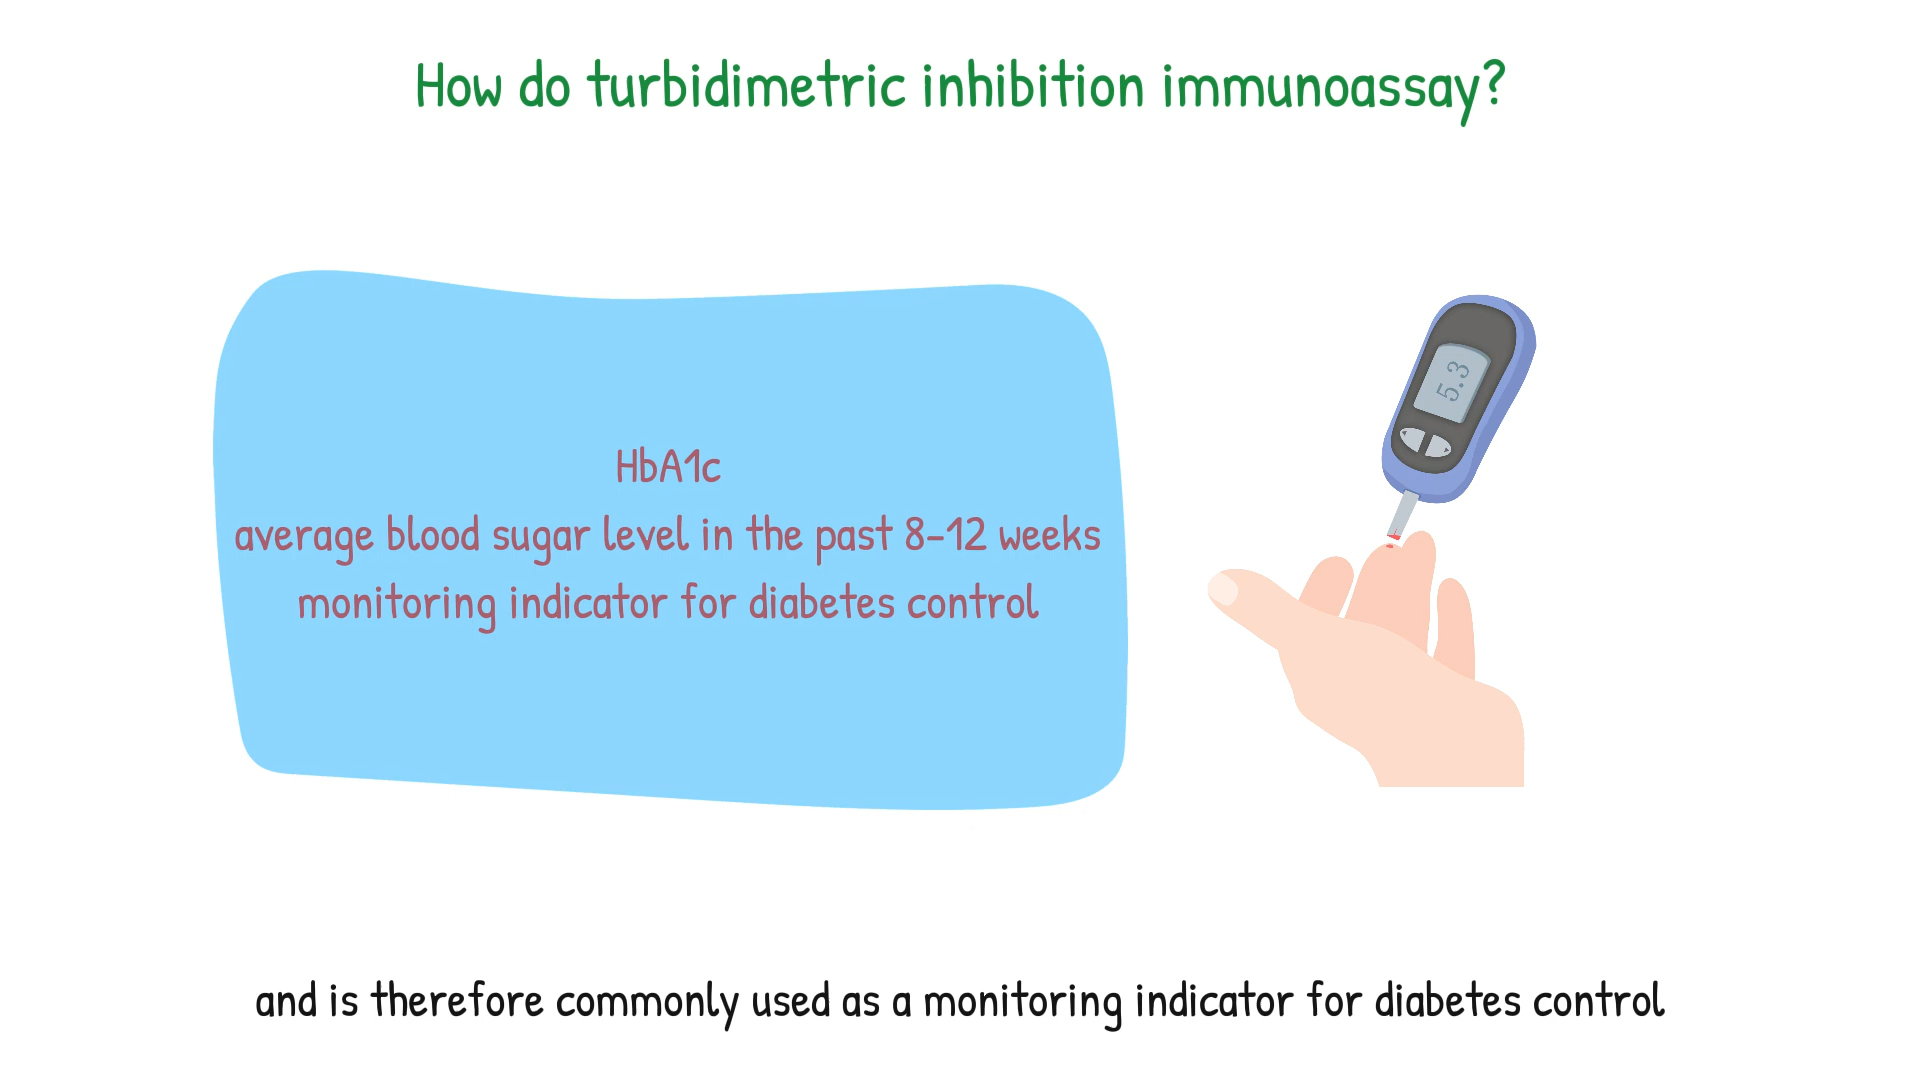 How do turbidimetric inhibition immunoassay?
HbA1c
average blood sugar level in the past 8-12 weeks
monitoring indicator for diabetes control
5.3
and is therefore commonly used as a monitoring indicator for diabetes control